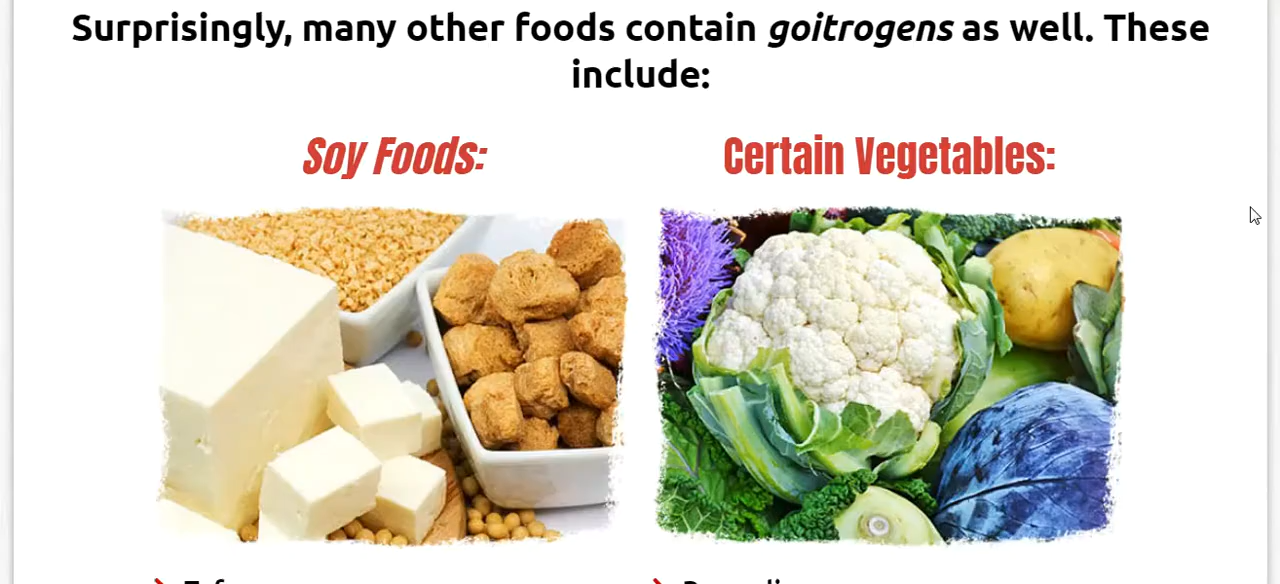 Surprisingly, many other foods contain goitrogens as well. These
include:
Soy Foods:
Certain Vegetables: